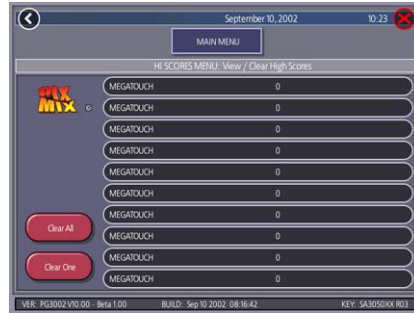 September 10, 2002 10:23
MAIN MENU
HI SCORES MENU: View / Clear High Scores
PIX
MIX ®
MEGATOUCH 0
MEGATOUCH 0
MEGATOUCH 0
MEGATOUCH 0
MEGATOUCH 0
MEGATOUCH 0
MEGATOUCH 0
MEGATOUCH 0
MEGATOUCH 0
MEGATOUCH 0
Clear All
Clear One
VER: PG3002 V10.00 - Beta 1.00 BUILD: Sep 10 2002 08:16:42 KEY: SA3050XX R03